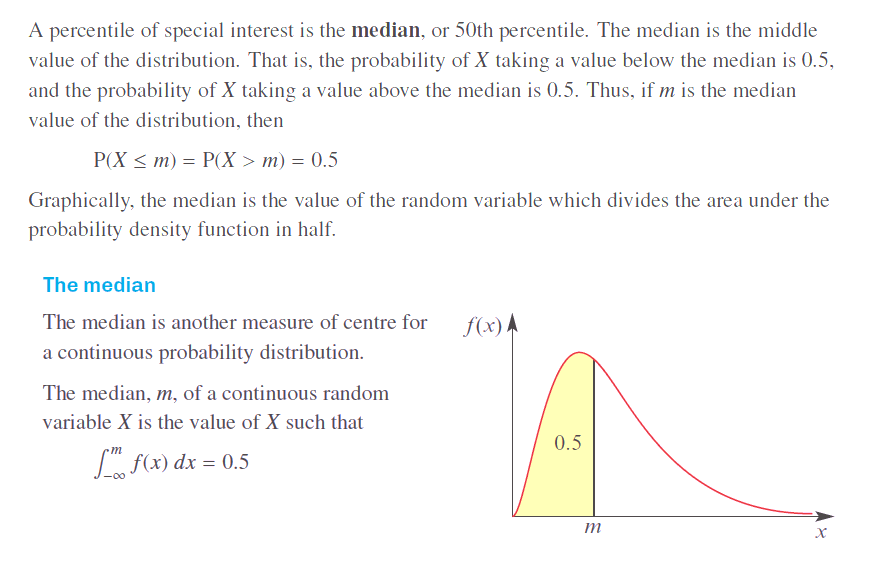 A percentile of special interest is the median, or 50th percentile. The median is the middle
value of the distribution. That is, the probability of X taking a value below the median is 0.5,
and the probability of X taking a value above the median is 0.5. Thus, if m is the median
value of the distribution, then
P(X ≤ m) = P(X > m) = 0.5
Graphically, the median is the value of the random variable which divides the area under the
probability density function in half.
The median
The median is another measure of centre for
a continuous probability distribution.
The median, m, of a continuous random
variable X is the value of X such that
∫_{-∞}^{m} f(x) dx = 0.5
f(x)
0.5
m
x